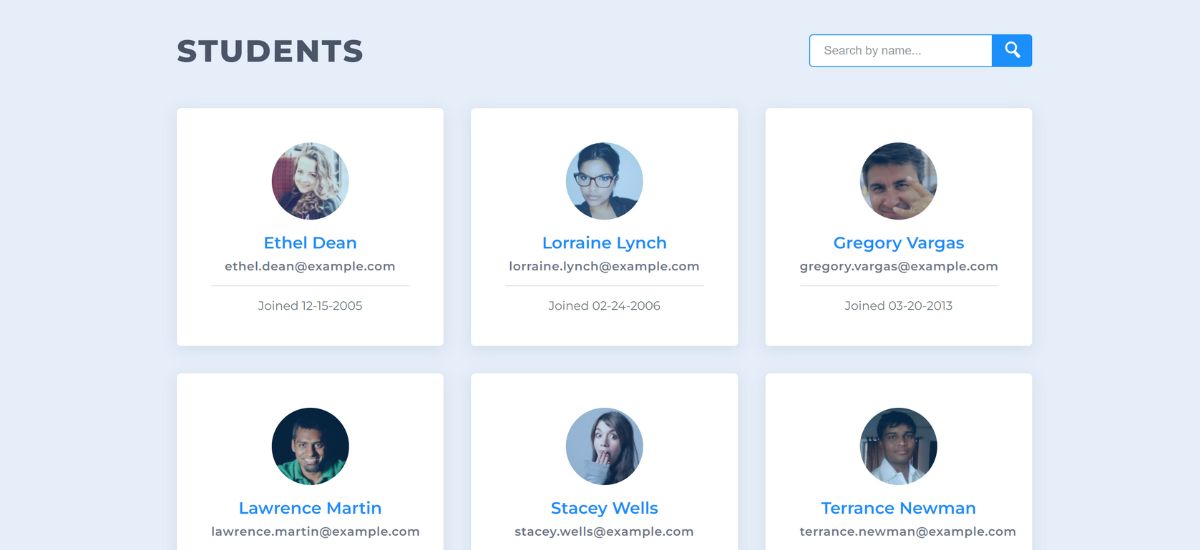 STUDENTS
Search by name...
Ethel Dean
ethel.dean@example.com
Joined 12-15-2005
Lorraine Lynch
lorraine.lynch@example.com
Joined 02-24-2006
Gregory Vargas
gregory.vargas@example.com
Joined 03-20-2013
Lawrence Martin
lawrence.martin@example.com
Stacey Wells
stacey.wells@example.com
Terrance Newman
terrance.newman@example.com